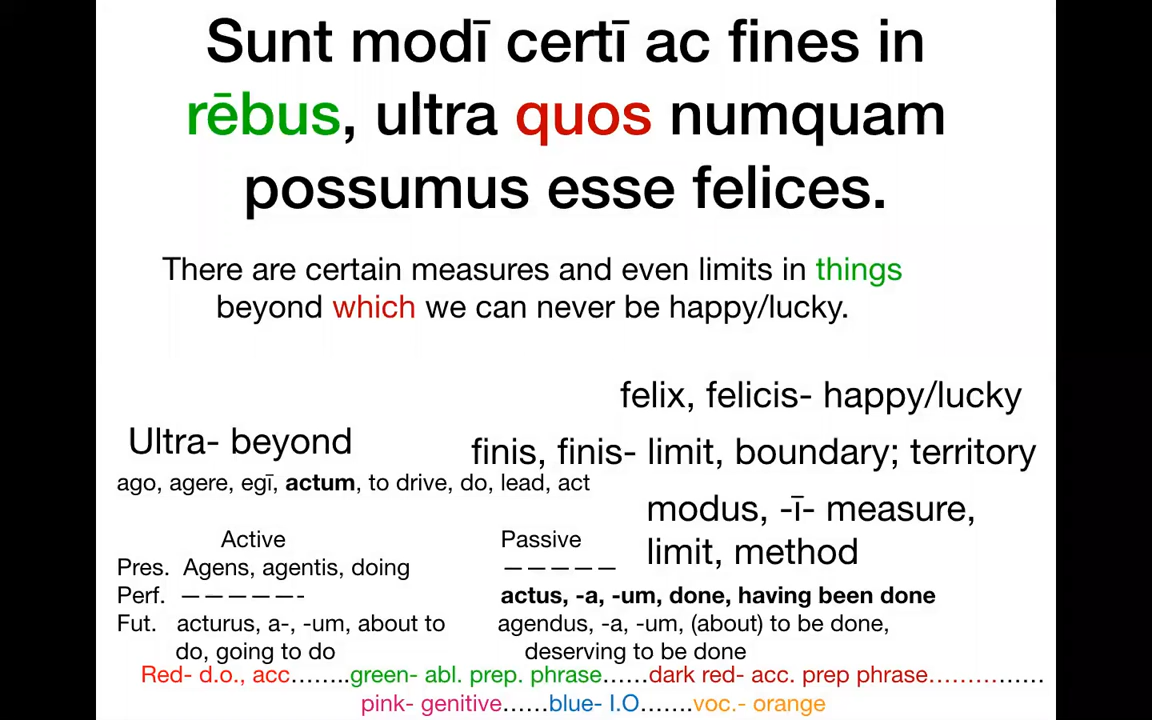 Sunt modī certī ac fines in
rēbus, ultra quos numquam
possumus esse felices.
There are certain measures and even limits in things
beyond which we can never be happy/lucky.
felix, felicis- happy/lucky
Ultra- beyond
finis, finis- limit, boundary; territory
ago, agere, egī, actum, to drive, do, lead, act
modus, -ī- measure,
limit, method
Active Passive
Pres. Agens, agentis, doing — — — — —
Perf. — — — — — -
actus, -a, -um, done, having been done
Fut. acturus, a-, -um, about to
do, going to do
agendus, -a, -um, (about) to be done,
deserving to be done
Red- d.o., acc……..green- abl. prep. phrase……dark red- acc. prep phrase……………
pink- genitive……blue- I.O…….voc.- orange